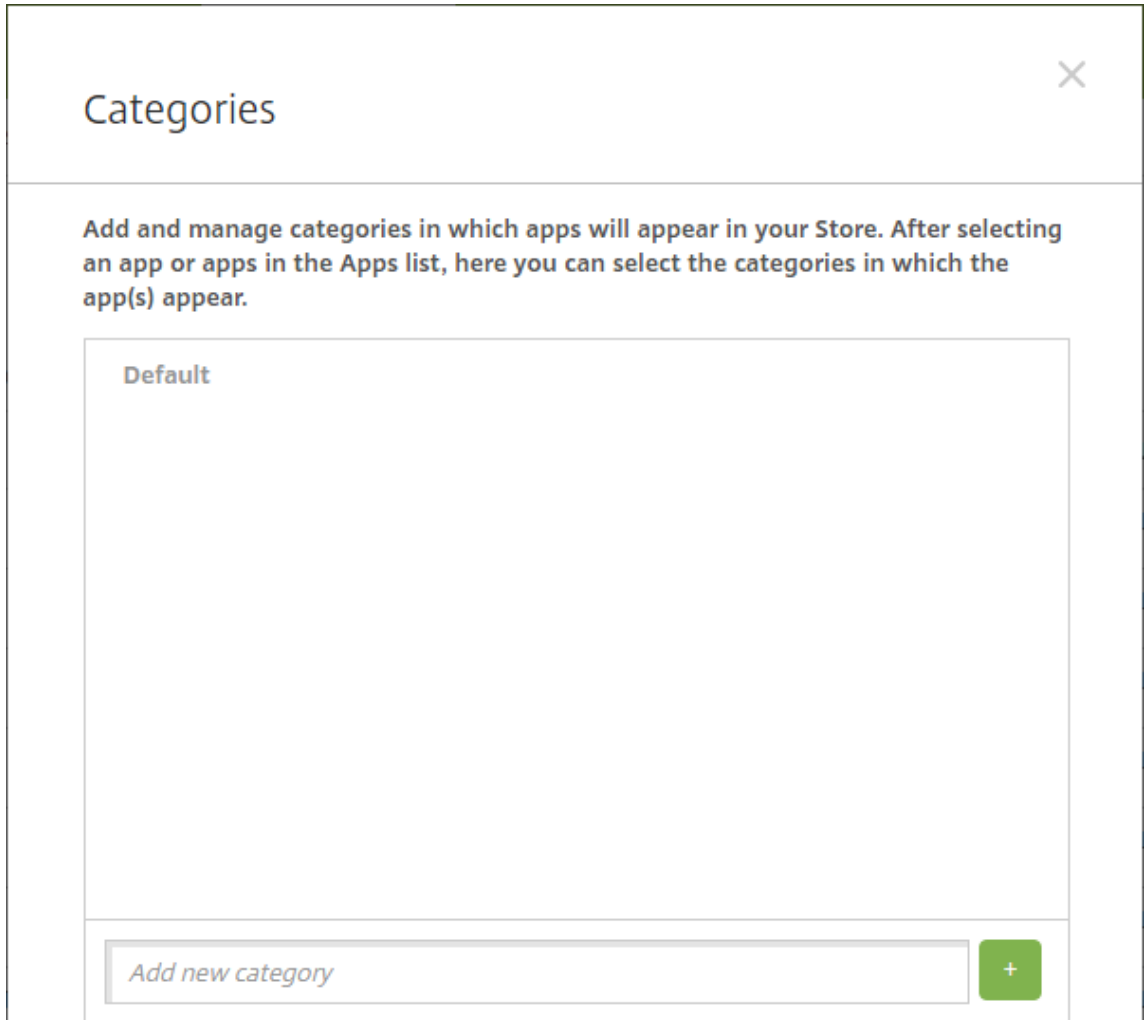 Categories
Add and manage categories in which apps will appear in your Store. After selecting
an app or apps in the Apps list, here you can select the categories in which the
app(s) appear.
Default
Add new category
+